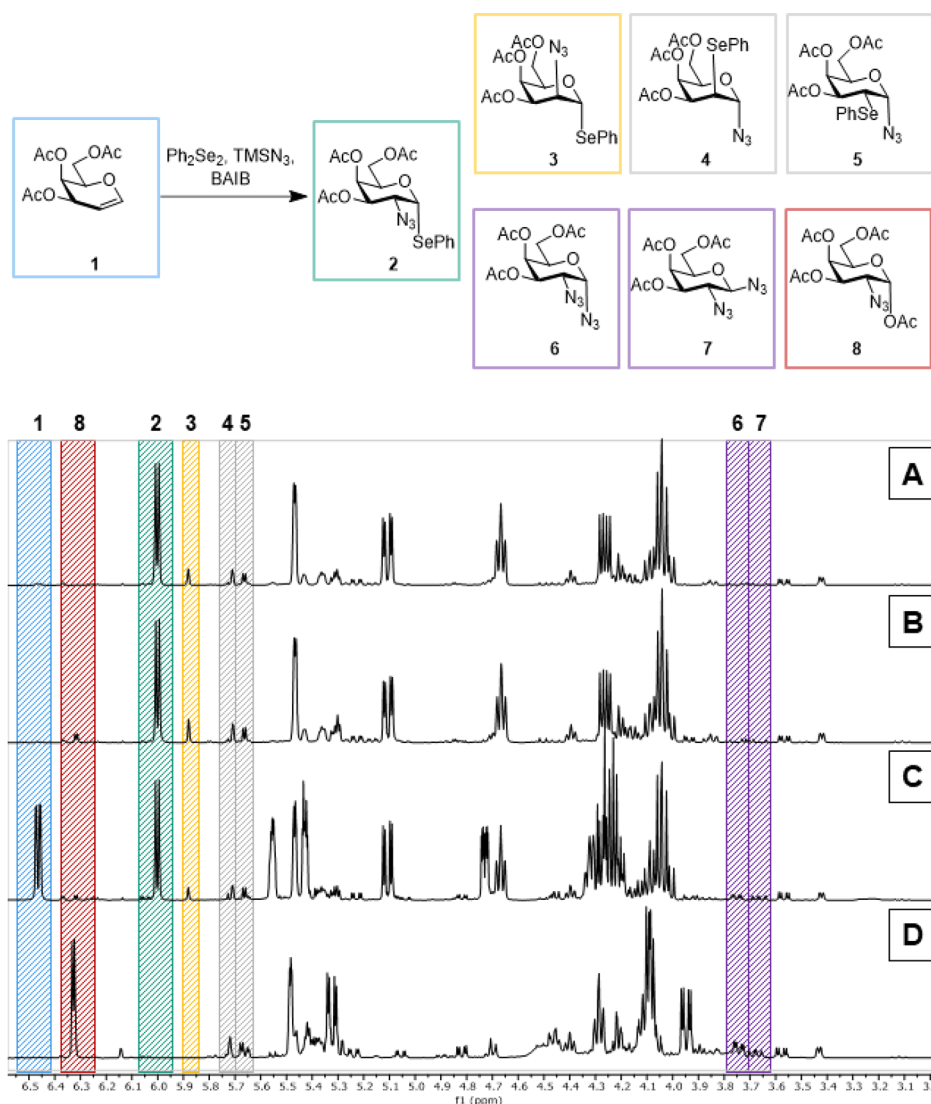 AcO OAc
AcO
O
1
Ph2Se2, TMSN3,
BAIB
AcO OAc
O
AcO
N3
SePh
2
AcO N3
AcO
O
AcO
SePh
3
AcO SePh
AcO
O
AcO
N3
4
AcO OAc
O
AcO
PhSe
N3
5
AcO OAc
O
AcO
N3
N3
6
AcO OAc
O
AcO
N3
N3
7
AcO OAc
O
AcO
N3
OAc
8
1 8 2 3 4 5 6 7
A
B
C
D
6.5 6.4 6.3 6.2 6.1 6.0 5.9 5.8 5.7 5.6 5.5 5.4 5.3 5.2 5.1 5.0 4.9 4.8 4.7 4.6 4.5 4.4 4.3 4.2 4.1 4.0 3.9 3.8 3.7 3.6 3.5 3.4 3.3 3.2 3.1
f1 (ppm)